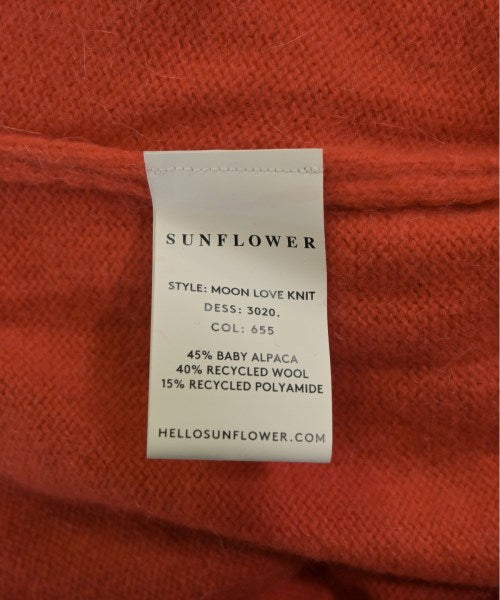 SUNFLOWER
STYLE: MOON LOVE KNIT
DESS: 3020.
COL: 655
45% BABY ALPACA
40% RECYCLED WOOL
15% RECYCLED POLYAMIDE
HELLOSUNFLOWER.COM